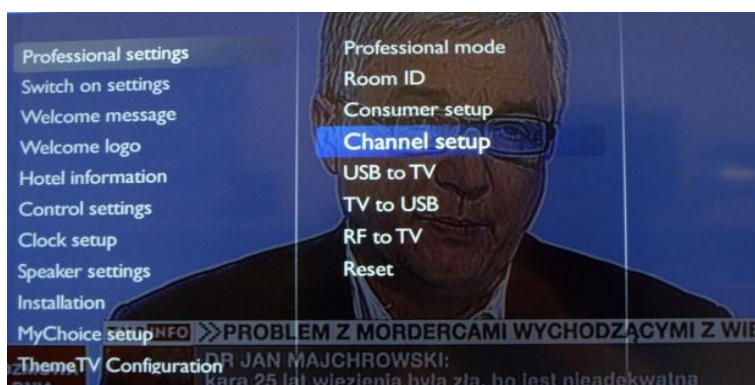 Professional settings
Switch on settings
Welcome message
Welcome logo
Hotel information
Control settings
Clock setup
Speaker settings
Installation
MyChoice setup
ThemeTV Configuration
Professional mode
Room ID
Consumer setup
Channel setup
USB to TV
TV to USB
RF to TV
Reset
INFO »PROBLEM Z MORDERCAMI WYCHODZĄCYMI Z WIĘ
DR JAN MAJCHROWSKI:
kara 25 lat więzienia była zła, bo jest nieadekwatna